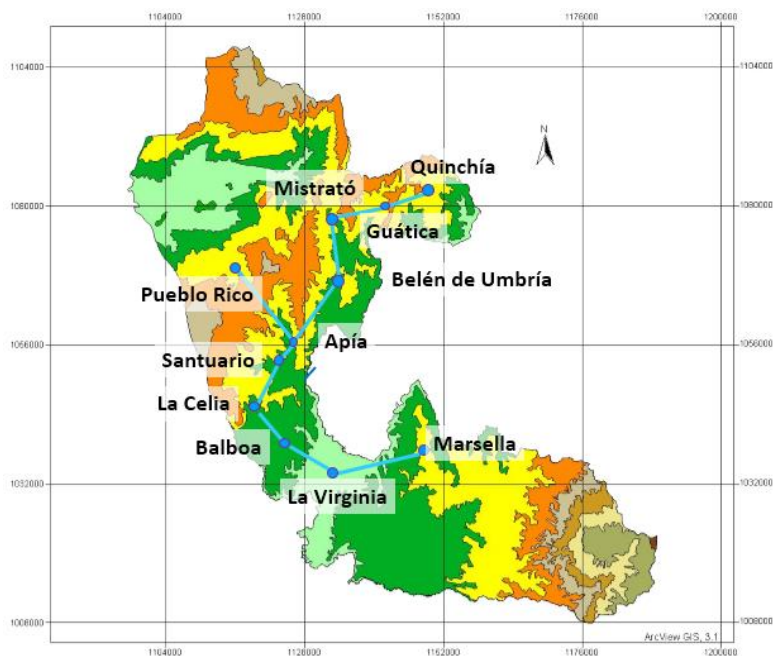 1104000 1128000 1152000 1176000 1200000
1104000 1104000
N
Quinchía
Mistrató
1080000 1080000
Guática
Belén de Umbría
Pueblo Rico
Apía
1056000 1056000
Santuario
La Celia
Balboa
Marsella
1032000 1032000
La Virginia
1008000 1008000
ArcView GIS, 3.1
1104000 1128000 1152000 1176000 1200000